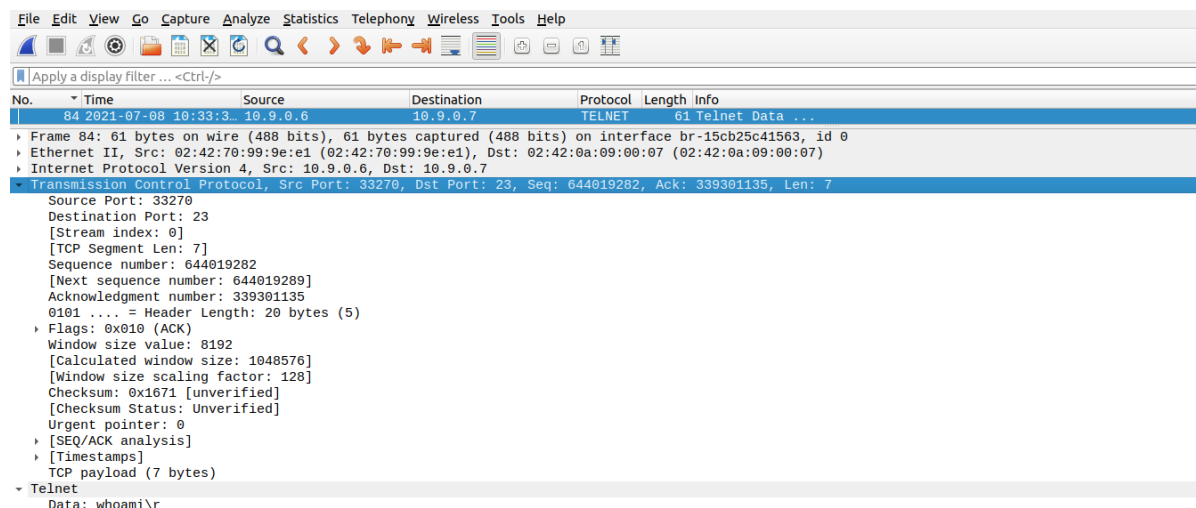 File Edit View Go Capture Analyze Statistics Telephony Wireless Tools Help
Apply a display filter … <Ctrl-/>
No. Time Source Destination Protocol Length Info
84 2021-07-08 10:33:3… 10.9.0.6 10.9.0.7 TELNET 61 Telnet Data ...
Frame 84: 61 bytes on wire (488 bits), 61 bytes captured (488 bits) on interface br-15cb25c41563, id 0
Ethernet II, Src: 02:42:70:99:9e:e1 (02:42:70:99:9e:e1), Dst: 02:42:0a:09:00:07 (02:42:0a:09:00:07)
Internet Protocol Version 4, Src: 10.9.0.6, Dst: 10.9.0.7
Transmission Control Protocol, Src Port: 33270, Dst Port: 23, Seq: 644019282, Ack: 339301135, Len: 7
Source Port: 33270
Destination Port: 23
[Stream index: 0]
[TCP Segment Len: 7]
Sequence number: 644019282
[Next sequence number: 644019289]
Acknowledgment number: 339301135
0101 .... = Header Length: 20 bytes (5)
Flags: 0x010 (ACK)
Window size value: 8192
[Calculated window size: 1048576]
[Window size scaling factor: 128]
Checksum: 0x1671 [unverified]
[Checksum Status: Unverified]
Urgent pointer: 0
[SEQ/ACK analysis]
[Timestamps]
TCP payload (7 bytes)
Telnet
Data: whoami\r